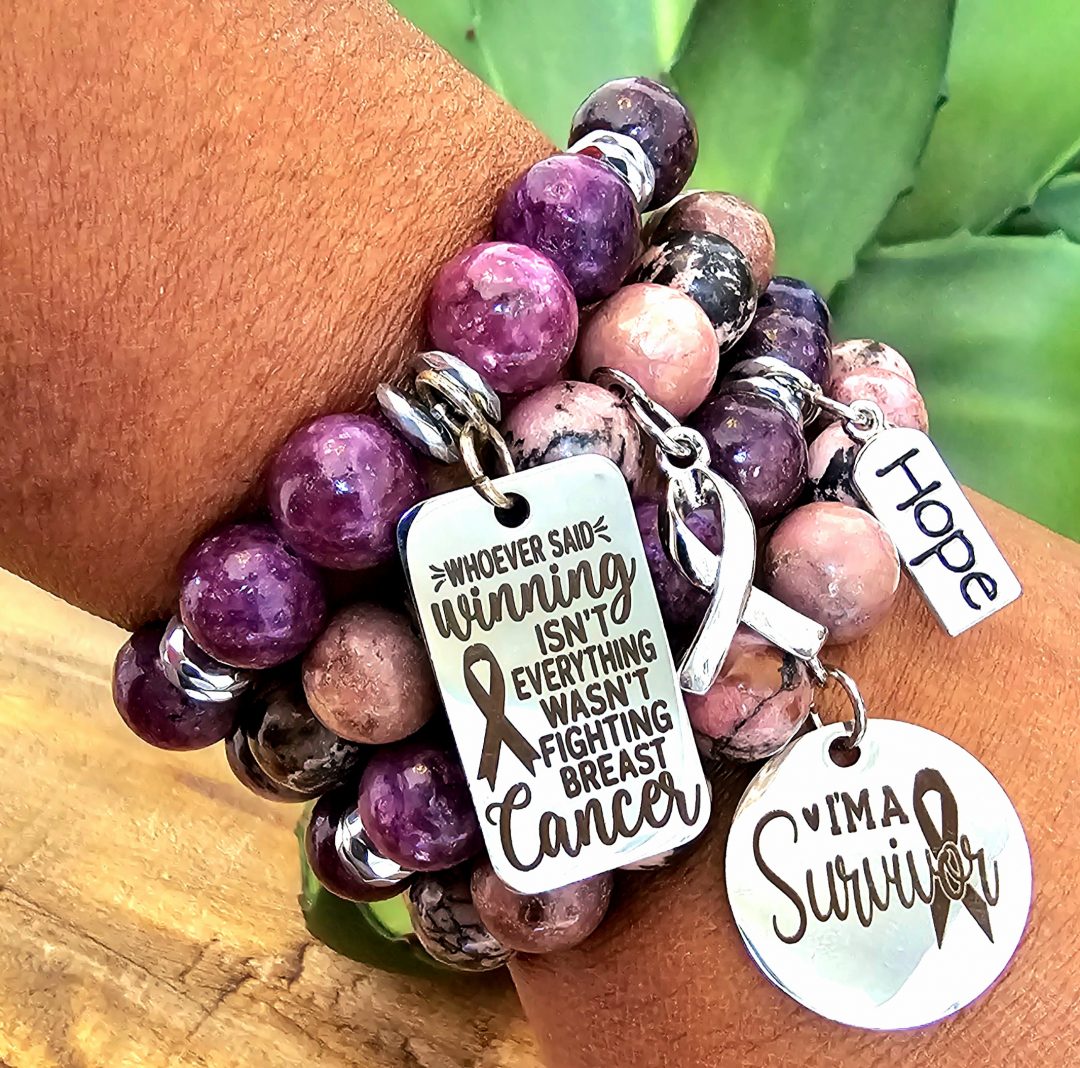 WHOEVER SAID
winning
ISN'T
EVERYTHING
WASN'T
FIGHTING
BREAST
Cancer
Hope
I'M A
Survivor